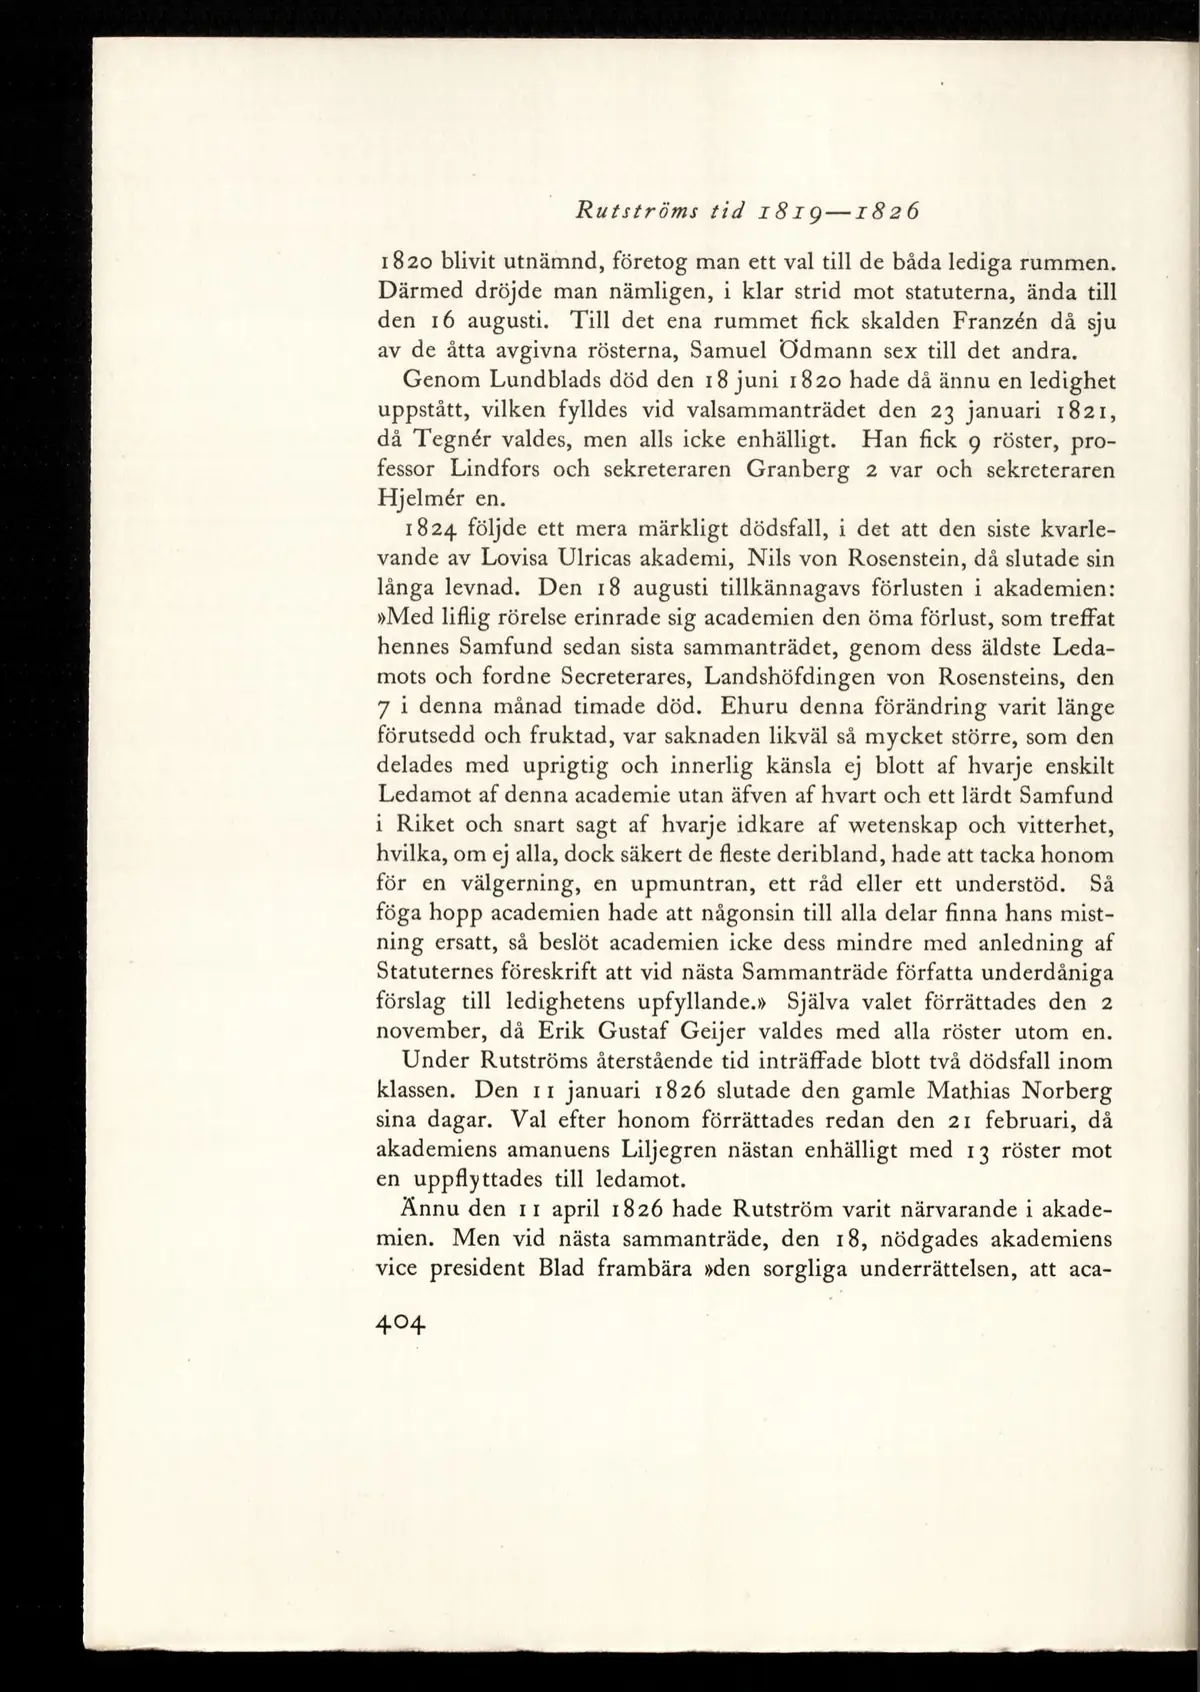 Rutströms tid 1819—1826
1820 blivit utnämnd, företog man ett val till de båda lediga rummen.
Därmed dröjde man nämligen, i klar strid mot statuterna, ända till
den 16 augusti. Till det ena rummet fick skalden Franzén då sju
av de åtta avgivna rösterna, Samuel Ödmann sex till det andra.
Genom Lundblads död den 18 juni 1820 hade då ännu en ledighet
uppstått, vilken fylldes vid valsammanträdet den 23 januari 1821,
då Tegnér valdes, men alls icke enhälligt. Han fick 9 röster, pro-
fessor Lindfors och sekreteraren Granberg 2 var och sekreteraren
Hjelmér en.
1824 följde ett mera märkligt dödsfall, i det att den siste kvarle-
vande av Lovisa Ulricas akademi, Nils von Rosenstein, då slutade sin
långa levnad. Den 18 augusti tillkännagavs förlusten i akademien:
»Med liflig rörelse erinrade sig academien den öma förlust, som treffat
hennes Samfund sedan sista sammanträdet, genom dess äldste Leda-
mots och fordne Secreterares, Landshöfdingen von Rosensteins, den
7 i denna månad timade död. Ehuru denna förändring varit länge
förutsedd och fruktad, var saknaden likväl så mycket större, som den
delades med uprigtig och innerlig känsla ej blott af hvarje enskilt
Ledamot af denna academie utan äfven af hvart och ett lärdt Samfund
i Riket och snart sagt af hvarje idkare af wetenskap och vitterhet,
hvilka, om ej alla, dock säkert de fleste deribland, hade att tacka honom
för en välgerning, en upmuntran, ett råd eller ett understöd. Så
föga hopp academien hade att någonsin till alla delar finna hans mist-
ning ersatt, så beslöt academien icke dess mindre med anledning af
Statuternes föreskrift att vid nästa Sammanträde författa underdåniga
förslag till ledighetens upfyllande.» Själva valet förrättades den 2
november, då Erik Gustaf Geijer valdes med alla röster utom en.
Under Rutströms återstående tid inträffade blott två dödsfall inom
klassen. Den 11 januari 1826 slutade den gamle Mathias Norberg
sina dagar. Val efter honom förrättades redan den 21 februari, då
akademiens amanuens Liljegren nästan enhälligt med 13 röster mot
en uppflyttades till ledamot.
Ännu den 11 april 1826 hade Rutström varit närvarande i akade-
mien. Men vid nästa sammanträde, den 18, nödgades akademiens
vice president Blad frambära »den sorgliga underrättelsen, att aca-
404